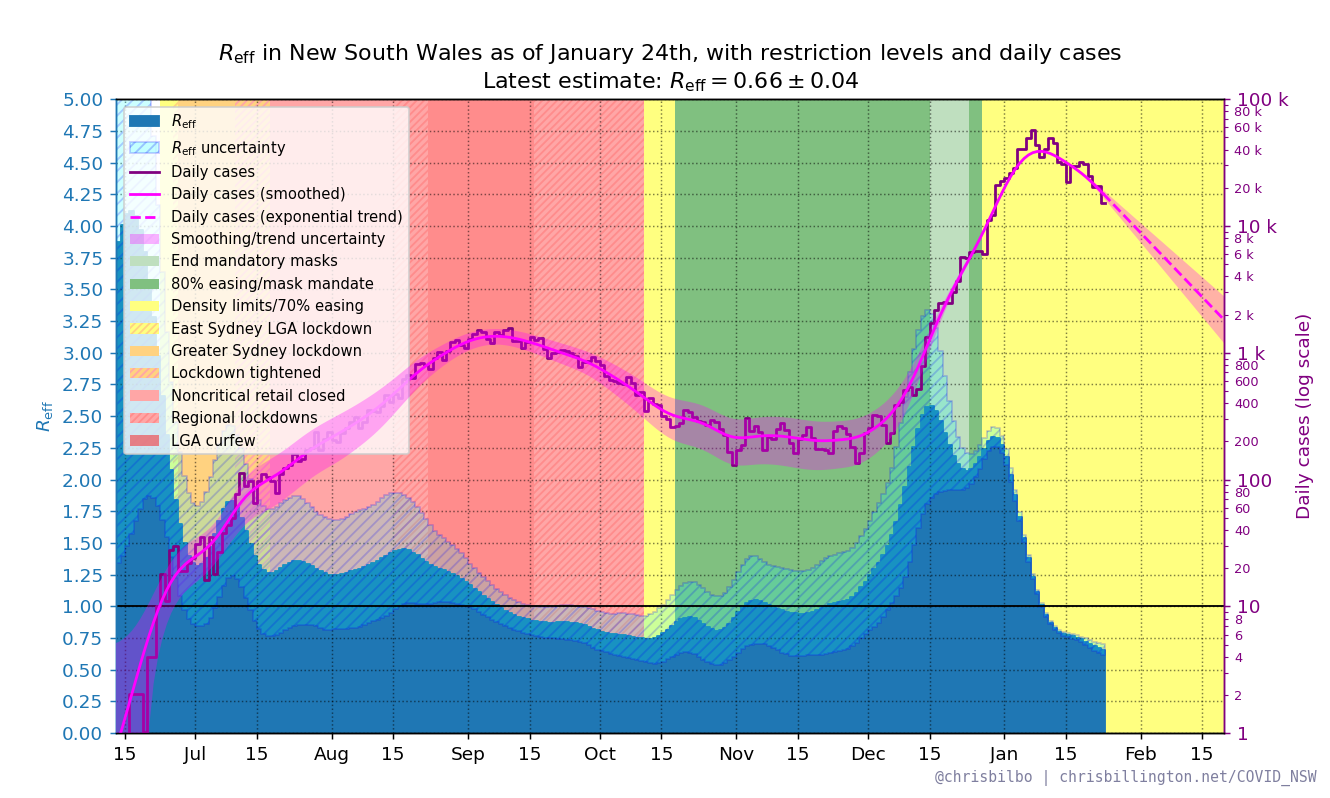 R_eff in New South Wales as of January 24th, with restriction levels and daily cases
Latest estimate: R_eff = 0.66 ± 0.04
R_eff
R_eff uncertainty
Daily cases
Daily cases (smoothed)
Daily cases (exponential trend)
Smoothing/trend uncertainty
End mandatory masks
80% easing/mask mandate
Density limits/70% easing
East Sydney LGA lockdown
Greater Sydney lockdown
Lockdown tightened
Noncritical retail closed
Regional lockdowns
LGA curfew
R_eff
5.00
4.75
4.50
4.25
4.00
3.75
3.50
3.25
3.00
2.75
2.50
2.25
2.00
1.75
1.50
1.25
1.00
0.75
0.50
0.25
0.00
15 Jul 15 Aug 15 Sep 15 Oct 15 Nov 15 Dec 15 Jan 15 Feb 15
100 k
80 k
60 k
40 k
20 k
10 k
8 k
6 k
4 k
2 k
1 k
800
600
400
200
100
80
60
40
20
10
8
6
4
2
1
Daily cases (log scale)
@chrisbilbo | chrisbillington.net/COVID_NSW